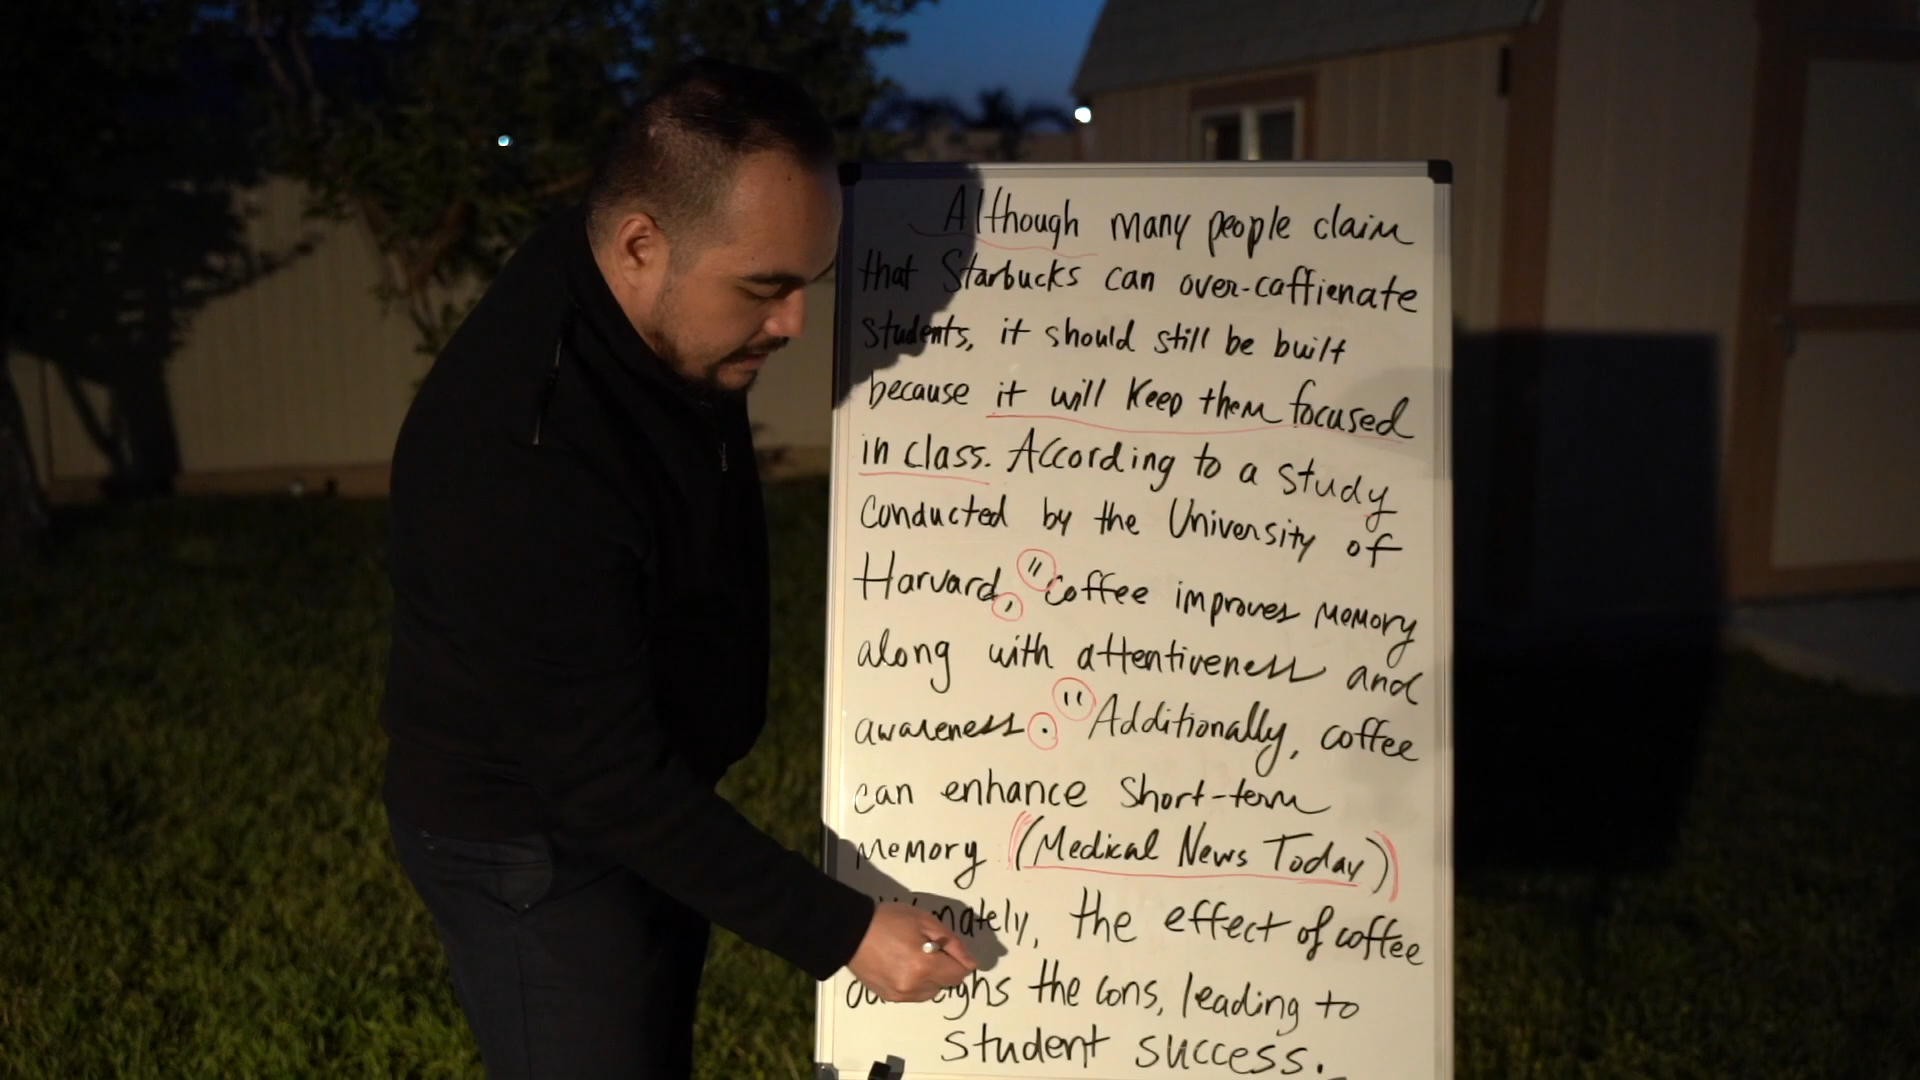 Although many people claim
that Starbucks can over-caffienate
students, it should still be built
because it will keep them focused
in class. According to a study
conducted by the University of
Harvard, "Coffee improves memory
along with attentiveness and
awareness." Additionally, coffee
can enhance short-term
memory (Medical News Today)
the effect of coffee
the cons, leading to
student success.